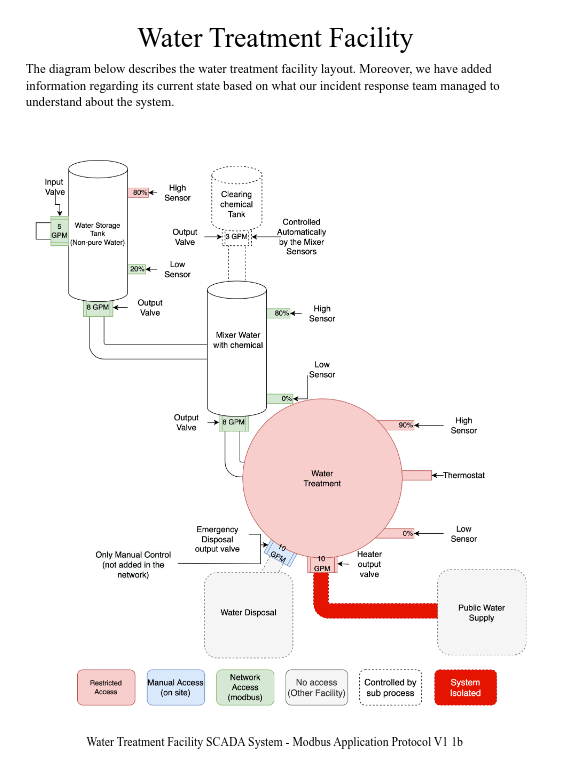 Water Treatment Facility
The diagram below describes the water treatment facility layout. Moreover, we have added
information regarding its current state based on what our incident response team managed to
understand about the system.
Input
Valve
80%
High
Sensor
5
GPM
Water Storage
Tank
(Non-pure Water)
20%
Low
Sensor
8 GPM
Output
Valve
Clearing
chemical
Tank
Output
Valve
3 GPM
Controlled
Automatically
by the Mixer
Sensors
Mixer Water
with chemical
80%
High
Sensor
Low
Sensor
0%
Output
Valve
8 GPM
90%
High
Sensor
Water
Treatment
Thermostat
0%
Low
Sensor
Emergency
Disposal
output valve
10
GPM
Only Manual Control
(not added in the
network)
10
GPM
Heater
output
valve
Water Disposal
Public Water
Supply
Restricted
Access
Manual Access
(on site)
Network
Access
(modbus)
No access
(Other Facility)
Controlled by
sub process
System
Isolated
Water Treatment Facility SCADA System - Modbus Application Protocol V1 1b